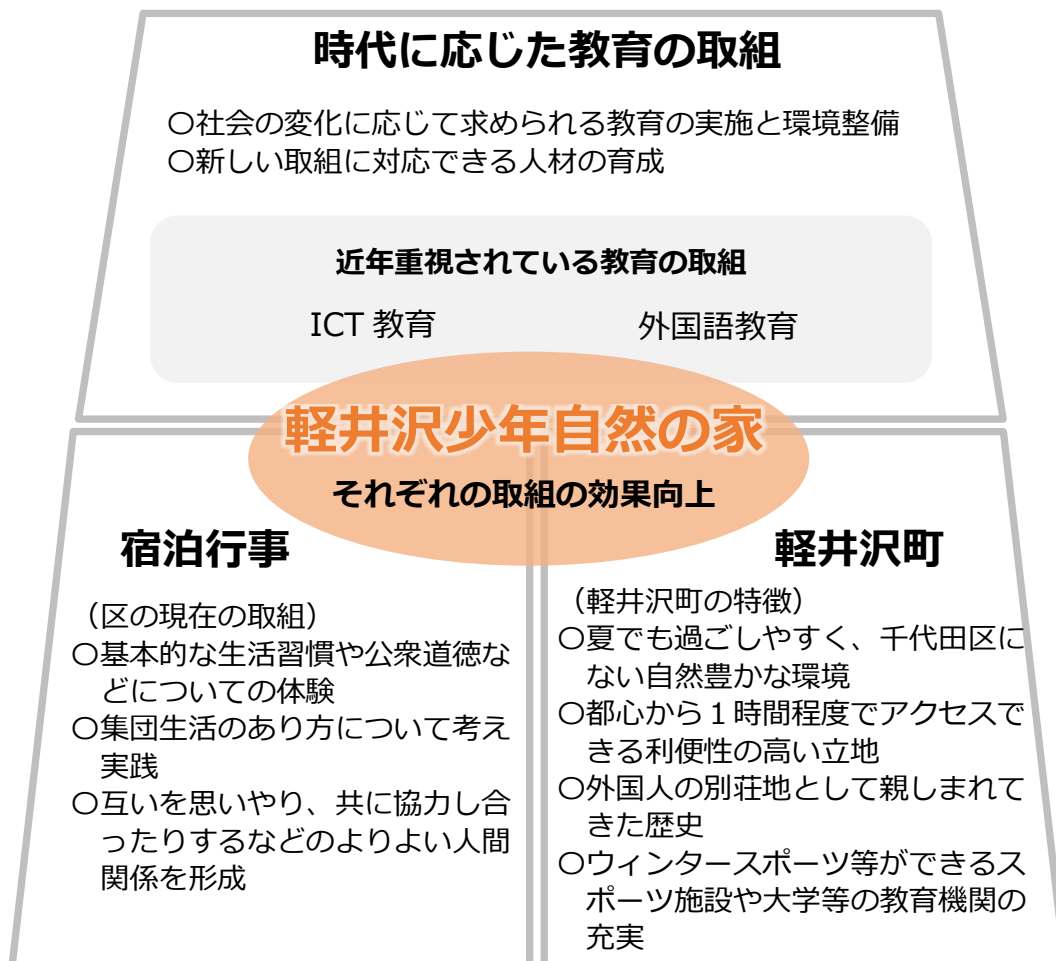 時代に応じた教育の取組
〇社会の変化に応じて求められる教育の実施と環境整備
〇新しい取組に対応できる人材の育成
近年重視されている教育の取組
ICT 教育
外国語教育
軽井沢少年自然の家
それぞれの取組の効果向上
宿泊行事
（区の現在の取組）
〇基本的な生活習慣や公衆道徳な
どについての体験
〇集団生活のあり方について考え
実践
〇互いを思いやり、共に協力し合
ったりするなどのよりよい人間
関係を形成
軽井沢町
（軽井沢町の特徴）
〇夏でも過ごしやすく、千代田区に
ない自然豊かな環境
〇都心から１時間程度でアクセスで
きる利便性の高い立地
〇外国人の別荘地として親しまれて
きた歴史
〇ウィンタースポーツ等ができるス
ポーツ施設や大学等の教育機関の
充実